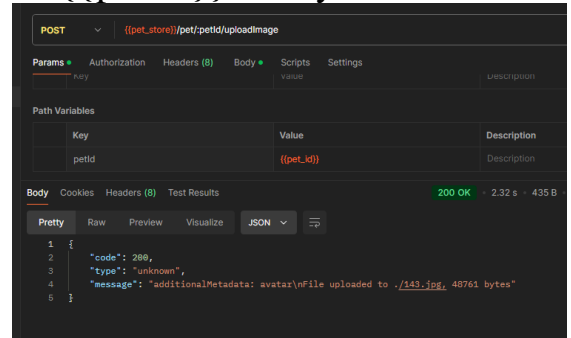 POST {{pet_store}}/pet/:petId/uploadImage
Params Authorization Headers (8) Body Scripts Settings
Key Value Description
Path Variables
Key Value Description
petId {{pet_id}} Description
Body Cookies Headers (8) Test Results 200 OK 2.32 s 435 B
Pretty Raw Preview Visualize JSON
1 {
2 "code": 200,
3 "type": "unknown",
4 "message": "additionalMetadata: avatar\nFile uploaded to ./143.jpg, 48761 bytes"
5 }